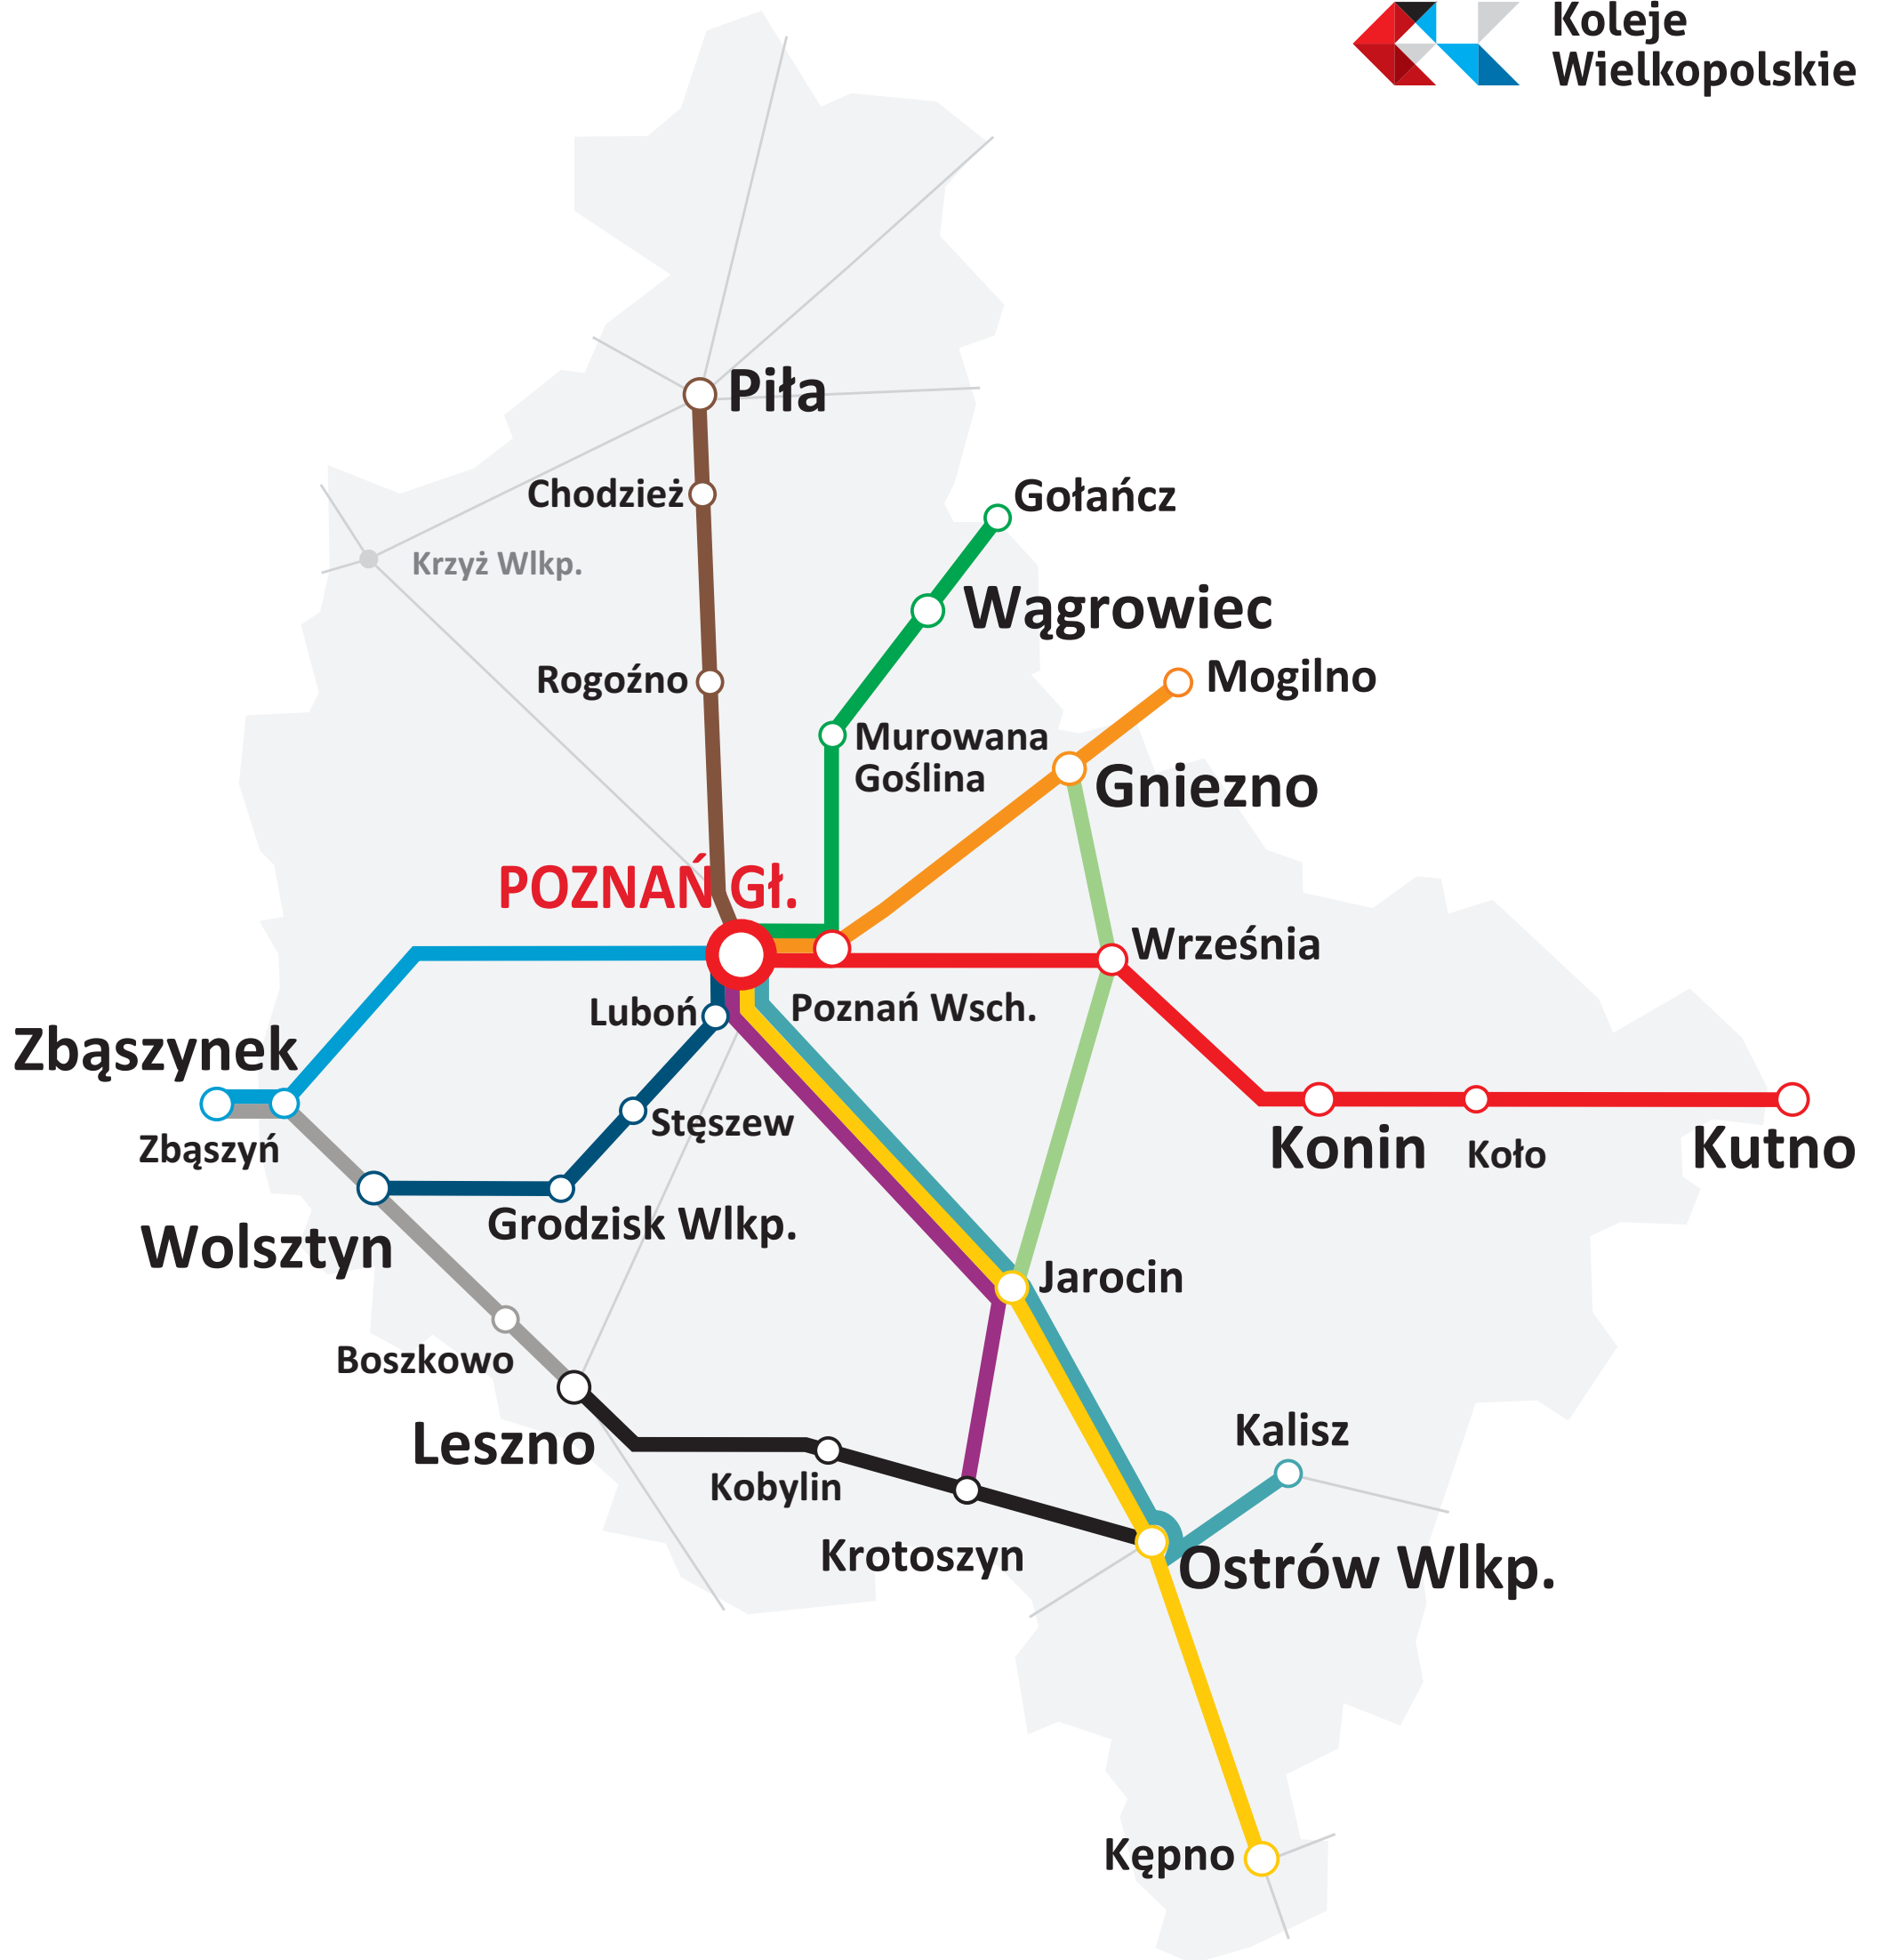 Koleje
Wielkopolskie
Piła
Chodzież
Gołańcz
Krzyż Wlkp.
Wągrowiec
Rogoźno
Mogilno
Murowana
Goślina
Gniezno
POZNAŃ Gł.
Wrześnìa
Luboń
Poznań Wsch.
Zbąszynek
Stęszew
Zbąszyń
Konin
Koło
Kutno
Grodzisk Wlkp.
Wolsztyn
Jarocin
Boszkowo
Leszno
Kalisz
Kobylin
Krotoszyn
Ostrów Wlkp.
Kępno